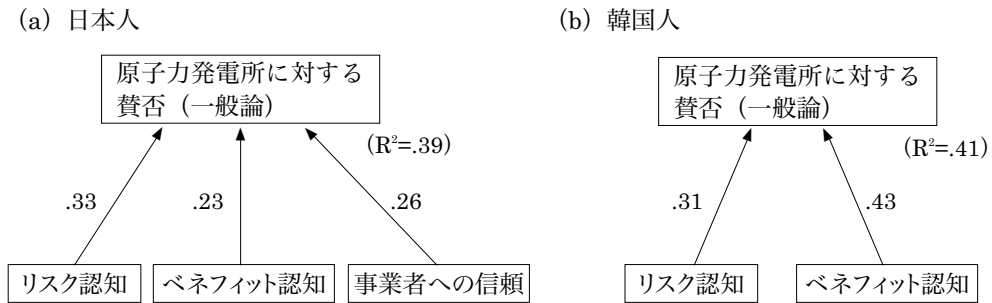 (a) 日本人
原子力発電所に対する
賛否(一般論)
(R²=.39)
.33
.23
.26
リスク認知
ベネフィット認知
事業者への信頼
(b) 韓国人
原子力発電所に対する
賛否(一般論)
(R²=.41)
.31
.43
リスク認知
ベネフィット認知